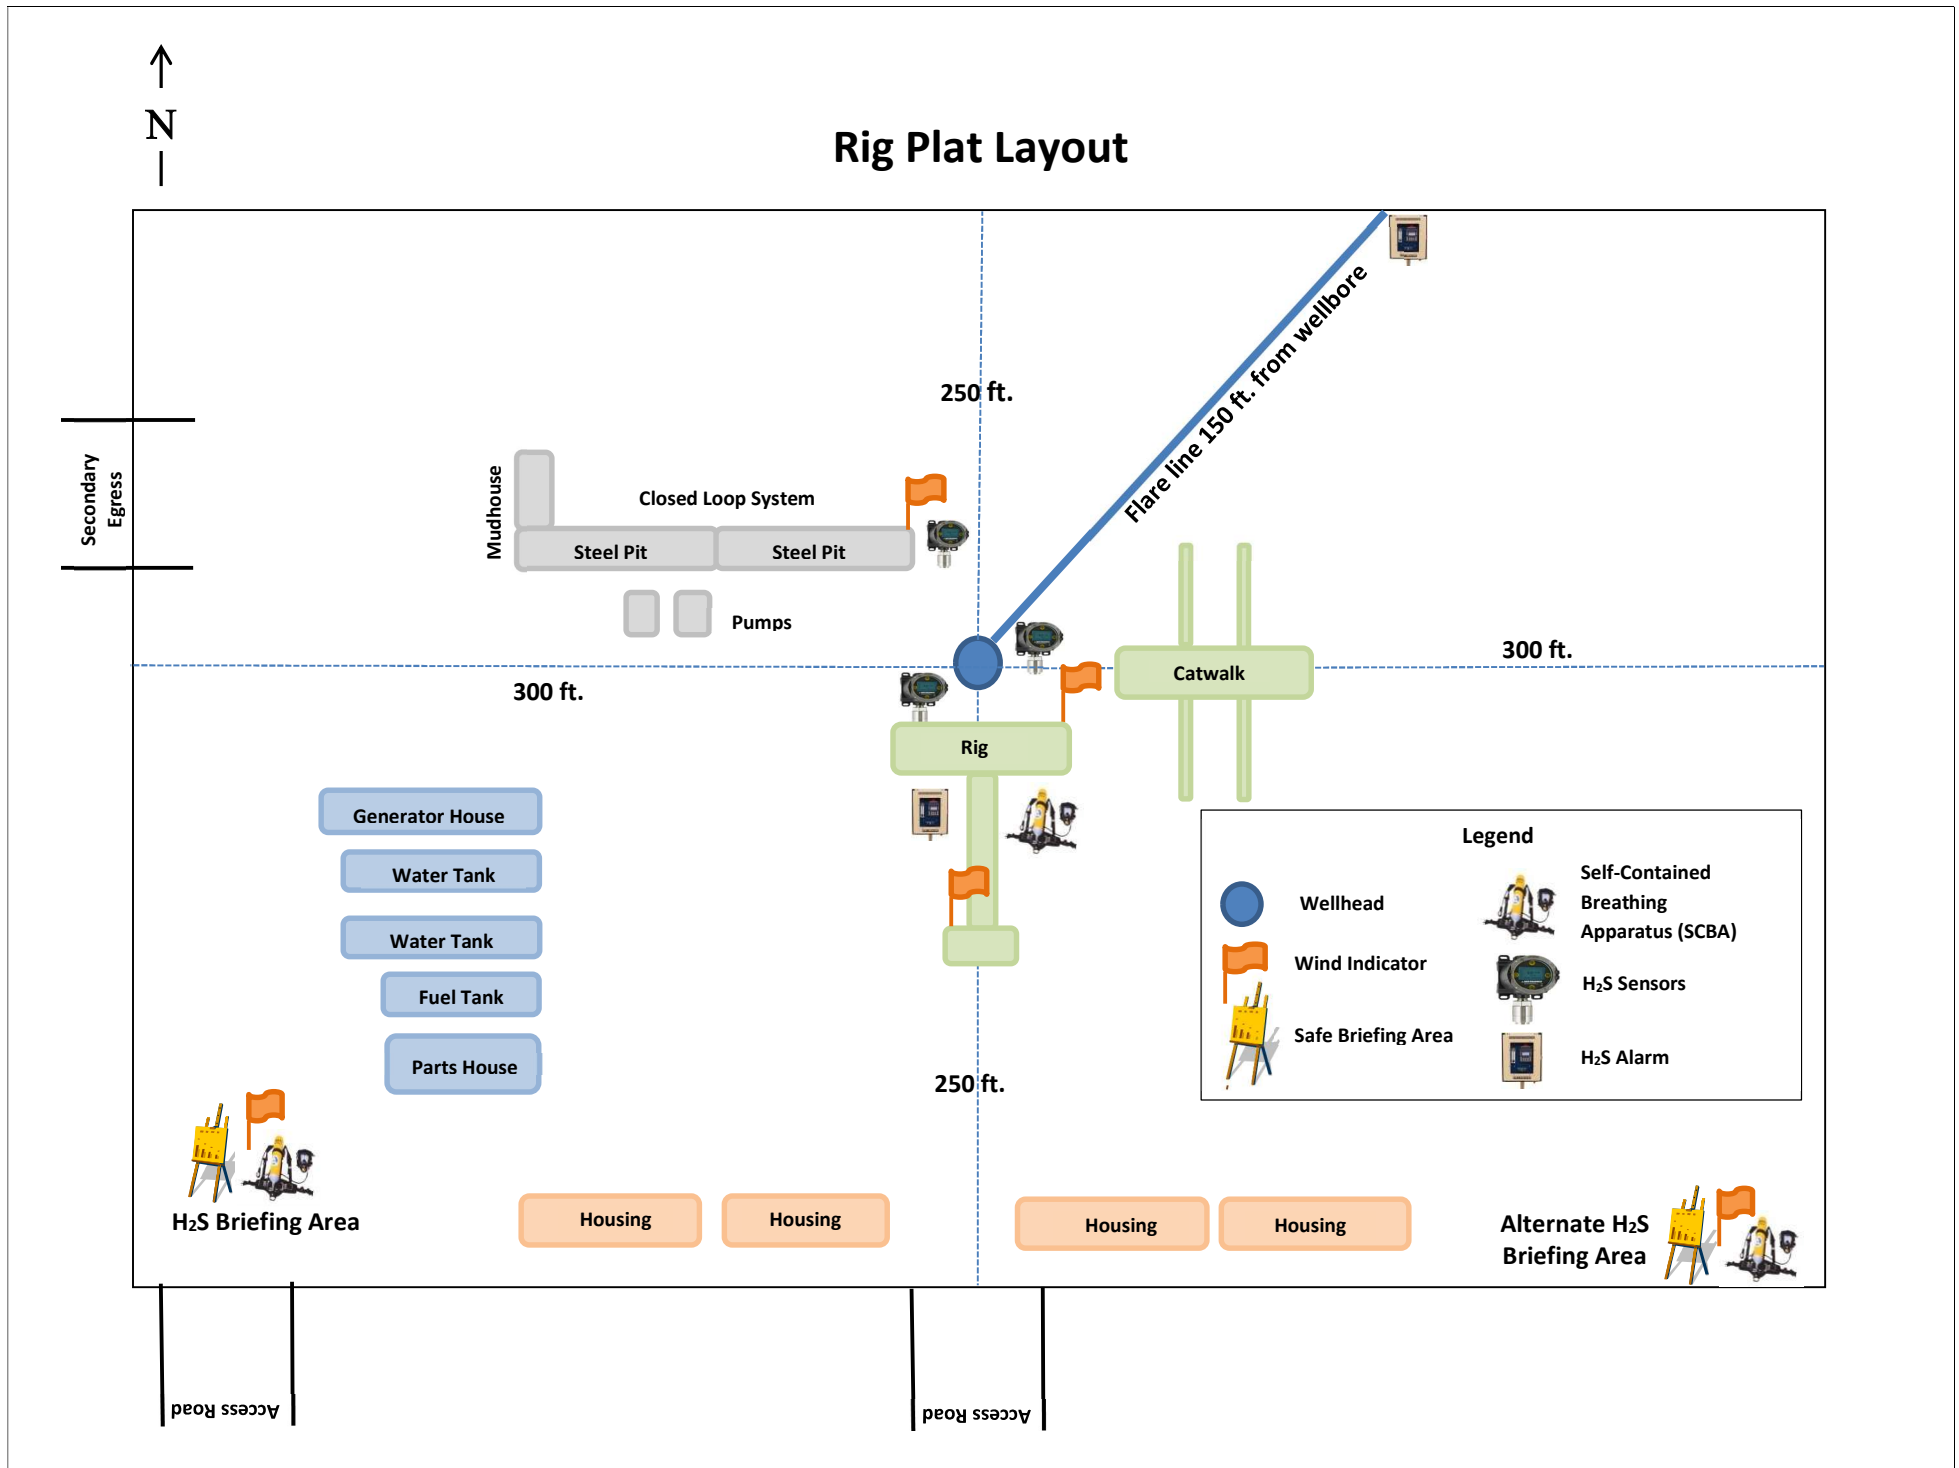 N
Rig Plat Layout
Flare line 150 ft. from wellbore
250 ft.
Secondary
Egress
Mudhouse
Closed Loop System
Steel Pit
Steel Pit
Pumps
300 ft.
Catwalk
300 ft.
Rig
Generator House
Water Tank
Water Tank
Fuel Tank
Parts House
250 ft.
Legend
Wellhead
Wind Indicator
Safe Briefing Area
Self-Contained
Breathing
Apparatus (SCBA)
H₂S Sensors
H₂S Alarm
H₂S Briefing Area
Housing
Housing
Housing
Housing
Alternate H₂S
Briefing Area
Access Road
Access Road